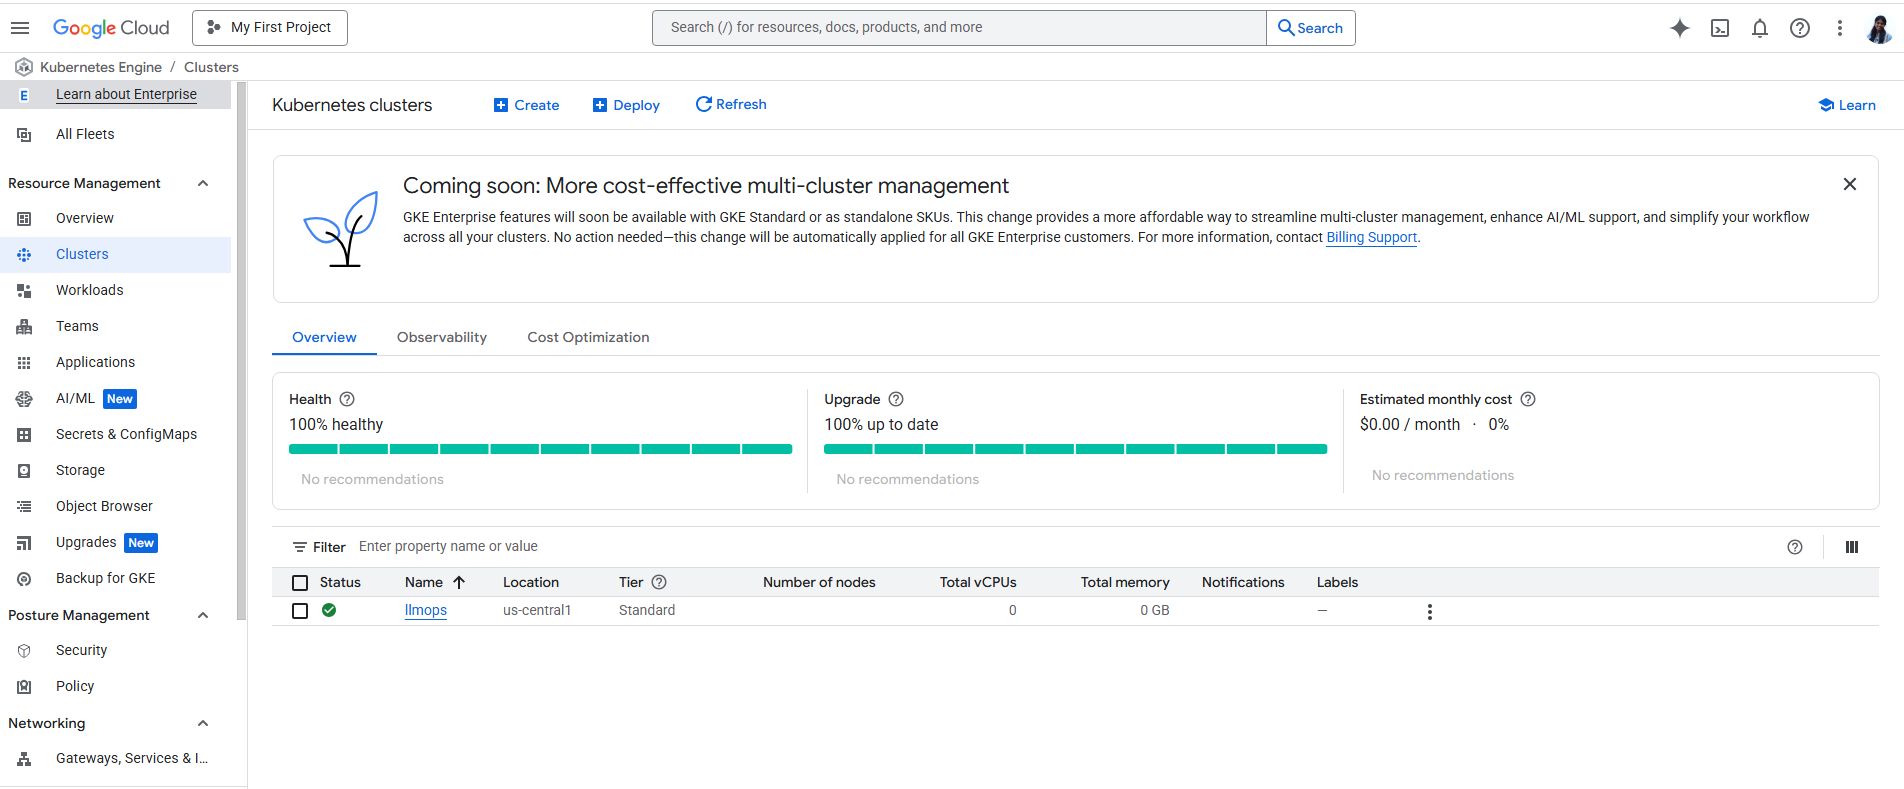 Google Cloud
My First Project
Search (/) for resources, docs, products, and more
Search
Kubernetes Engine / Clusters
E Learn about Enterprise
All Fleets
Resource Management
Overview
Clusters
Workloads
Teams
Applications
AI/ML New
Secrets & ConfigMaps
Storage
Object Browser
Upgrades New
Backup for GKE
Posture Management
Security
Policy
Networking
Gateways, Services & I...
Kubernetes clusters
Create
Deploy
Refresh
Learn
Coming soon: More cost-effective multi-cluster management
GKE Enterprise features will soon be available with GKE Standard or as standalone SKUs. This change provides a more affordable way to streamline multi-cluster management, enhance AI/ML support, and simplify your workflow
across all your clusters. No action needed—this change will be automatically applied for all GKE Enterprise customers. For more information, contact Billing Support.
Overview
Observability
Cost Optimization
Health
100% healthy
No recommendations
Upgrade
100% up to date
No recommendations
Estimated monthly cost
$0.00 / month · 0%
No recommendations
Filter Enter property name or value
Status Name Location Tier Number of nodes Total vCPUs Total memory Notifications Labels
llmops us-central1 Standard 0 0 GB —